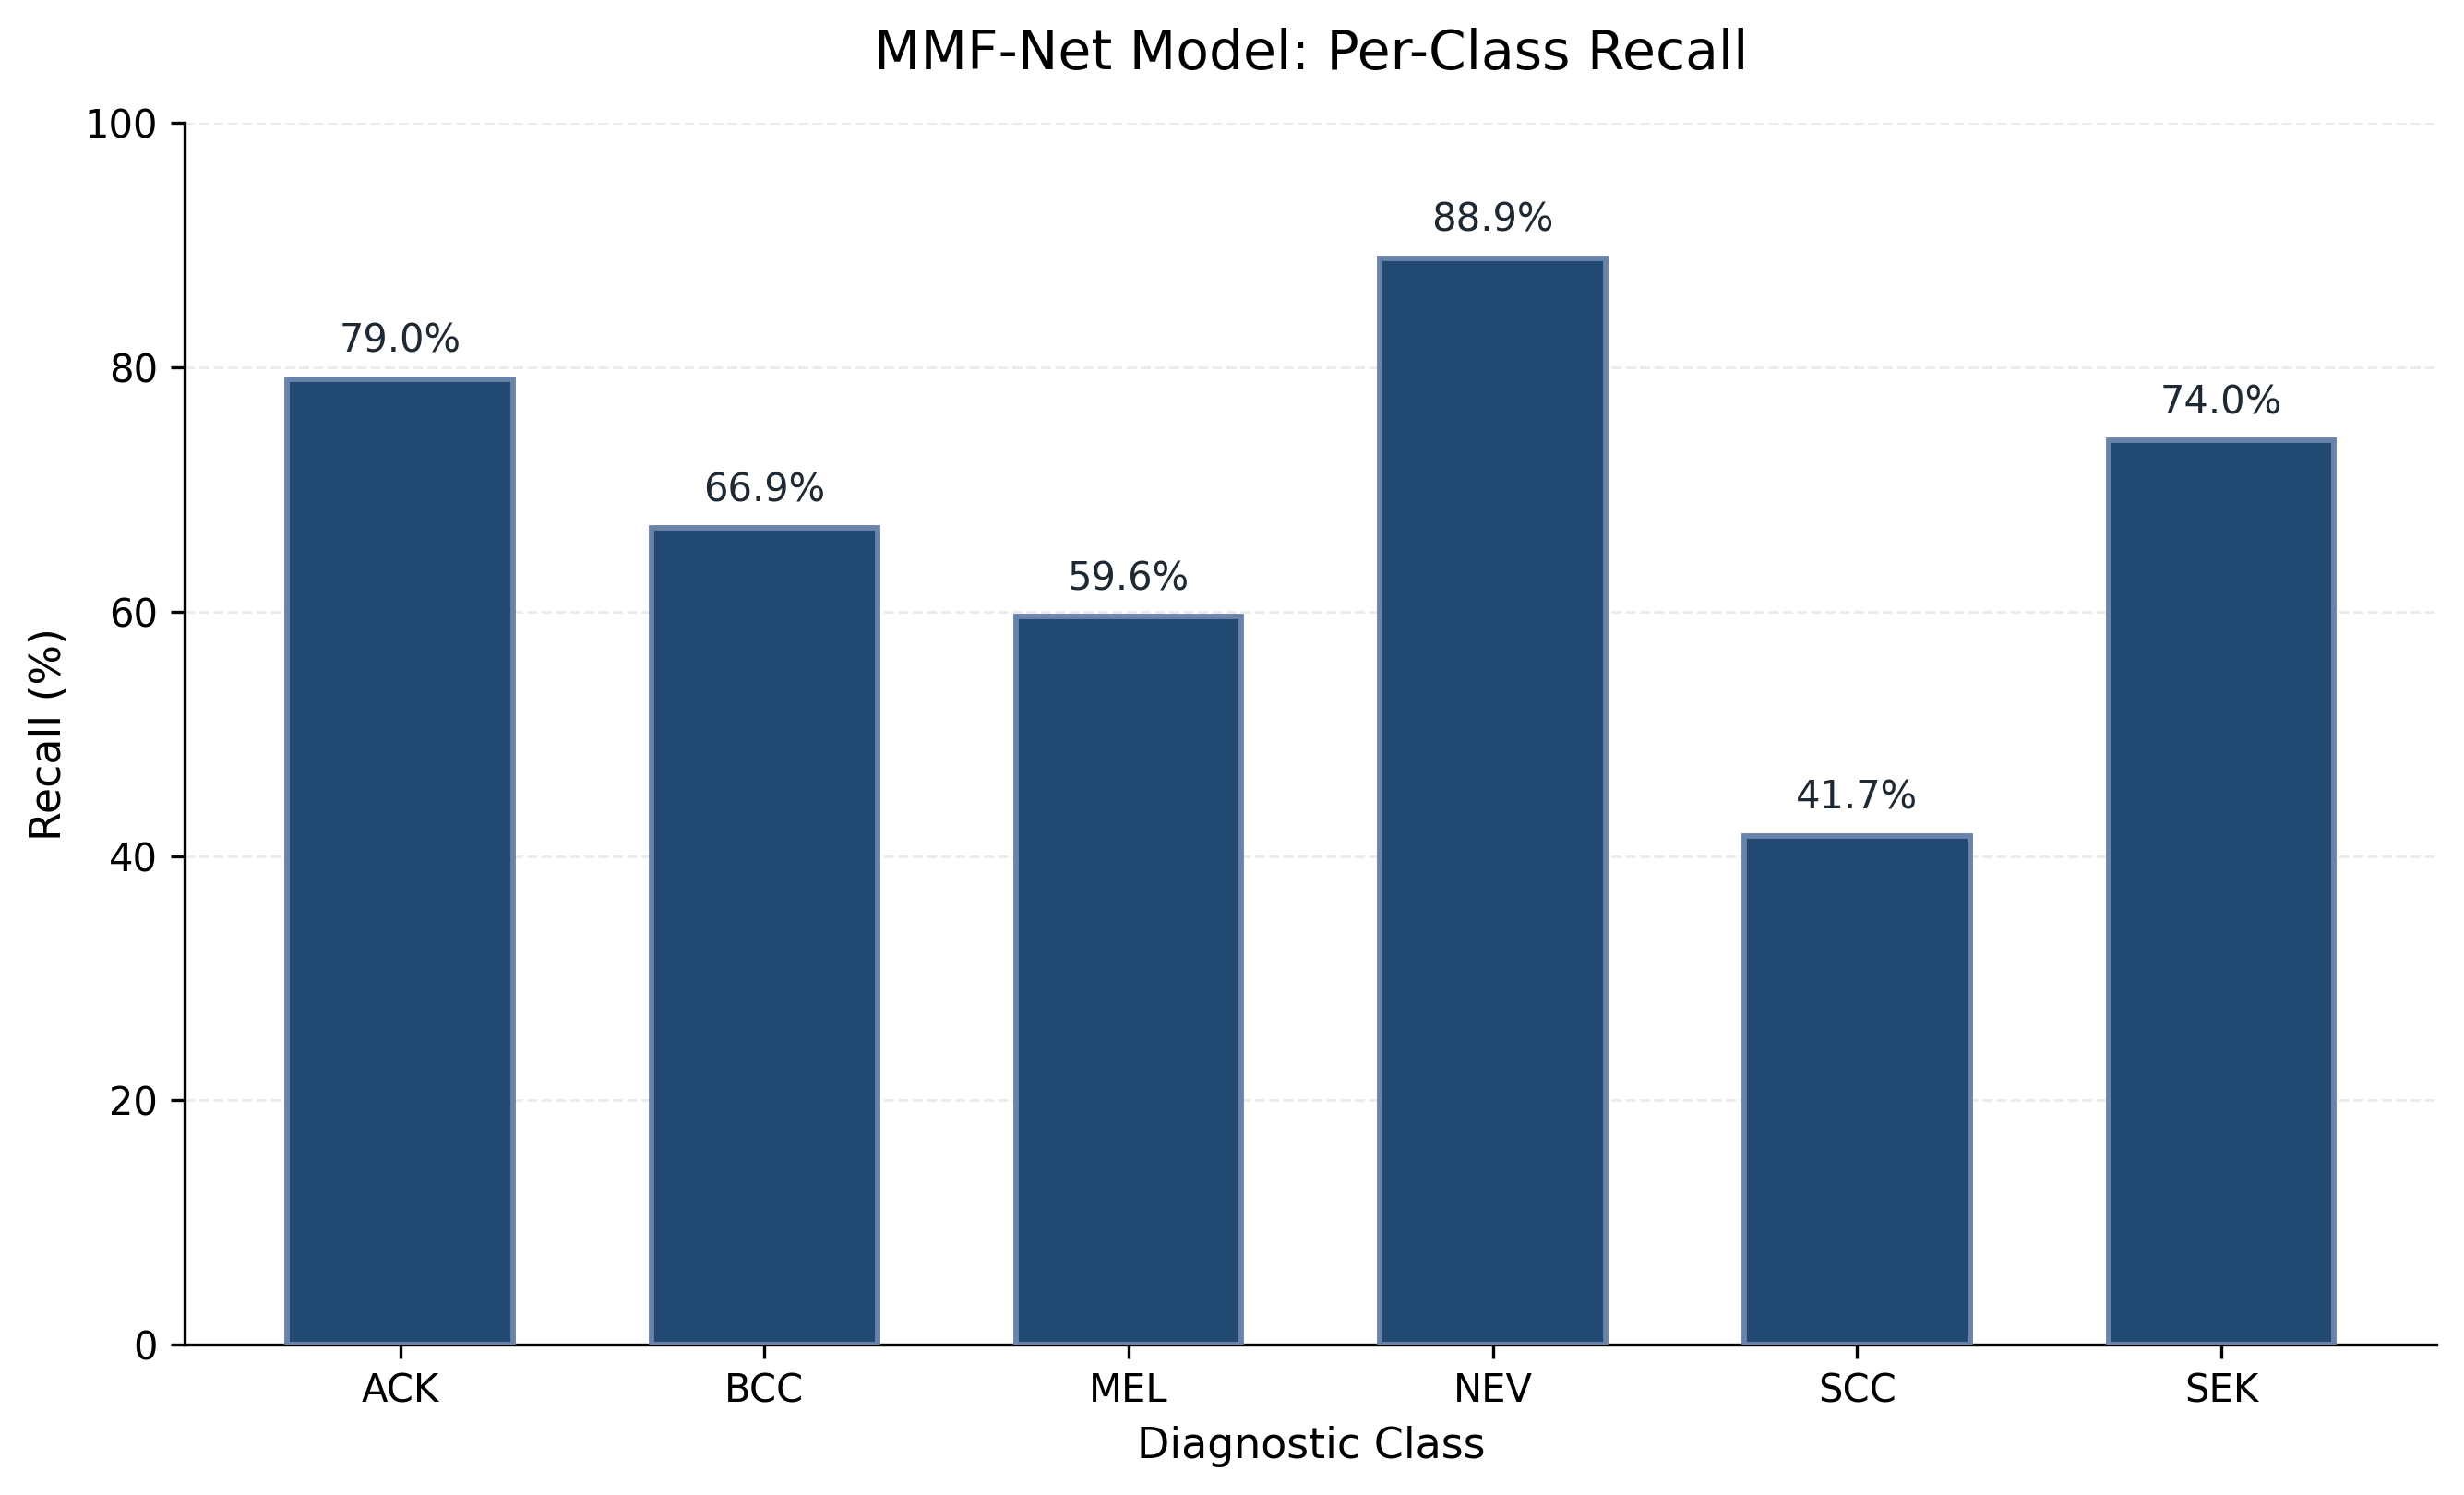 MMF-Net Model: Per-Class Recall
Recall (%)
100
80
60
40
20
0
79.0%
66.9%
59.6%
88.9%
41.7%
74.0%
ACK
BCC
MEL
NEV
SCC
SEK
Diagnostic Class